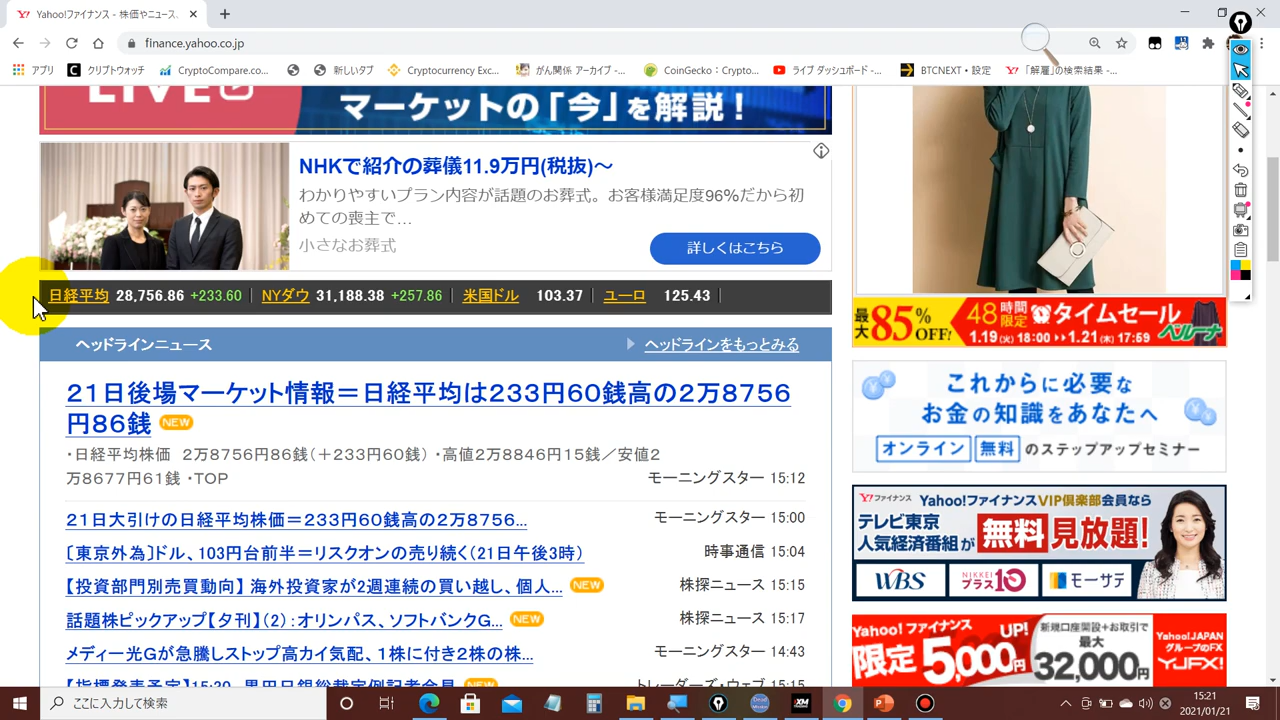 Yahoo!ファイナンス - 株価やニュース、
finance.yahoo.co.jp
アプリ クリプトウォッチ CryptoCompare.co... 新しいタブ Cryptocurrency Exc... がん関係 アーカイブ -... CoinGecko : Cryptoc... ライブ ダッシュボード -... BTCNEXT・設定 「解雇」の検索結果 -...
LIVE
マーケットの「今」を解説！
NHKで紹介の葬儀11.9万円(税抜)～
わかりやすいプラン内容が話題のお葬式。お客様満足度96%だから初
めての喪主で…
小さなお葬式
詳しくはこちら
日経平均 28,756.86 +233.60 NYダウ 31,188.38 +257.86 米国ドル 103.37 ユーロ 125.43
ヘッドラインニュース
ヘッドラインをもっとみる
２１日後場マーケット情報＝日経平均は２３３円６０銭高の２万８７５６
円８６銭 NEW
・日経平均株価　２万８７５６円８６銭（＋２３３円６０銭）・高値２万８８４６円１５銭／安値２
万８６７７円６１銭 ・TOP
モーニングスター 15:12
２１日大引けの日経平均株価＝２３３円６０銭高の２万８７５６... モーニングスター 15:00
〔東京外為〕ドル、１０３円台前半＝リスクオンの売り続く（２１日午後３時） 時事通信 15:04
【投資部門別売買動向】 海外投資家が２週連続の買い越し、個人... NEW 株探ニュース 15:15
話題株ピックアップ【夕刊】（２）：オリンパス、ソフトバンクＧ... NEW 株探ニュース 15:17
メディー光Ｇが急騰しストップ高カイ気配、１株に付き２株の株... モーニングスター 14:43
NEW トレーダーズ・ウェブ 15:15
最大85%OFF! 48時間限定 タイムセール
1.19(火) 18:00 1.21(木) 17:59
ベルーナ
これからに必要な
お金の知識をあなたへ
オンライン 無料 のステップアップセミナー
Y!ファイナンス Yahoo!ファイナンスVIP倶楽部会員なら
テレビ東京
人気経済番組が 無料見放題!
WBS NIKKEI プラス10 モーサテ
Yahoo! ファイナンス
限定 5,000円 UP!
新規口座開設+お取引で
最大
32,000円
Yahoo!JAPAN
グループのFX
YJFX!
ここに入力して検索
15:21
2021/01/21